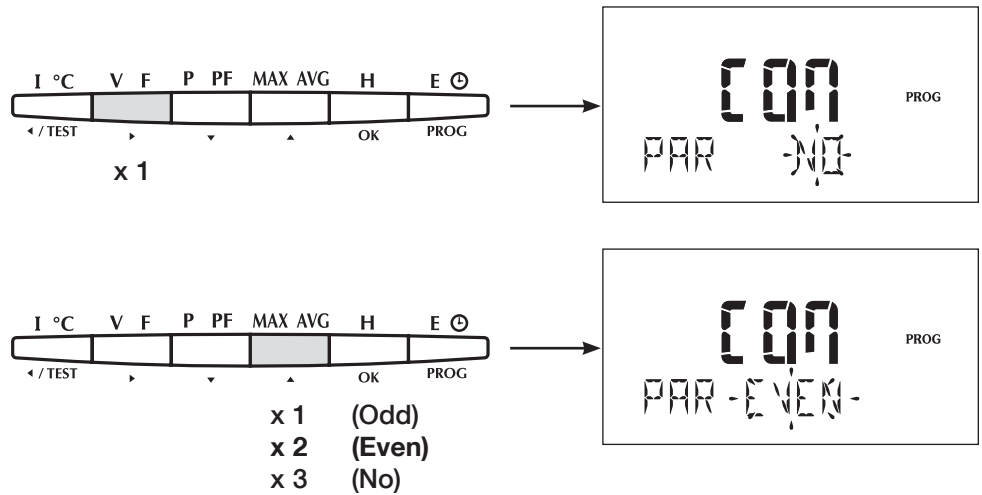 I °C V F P PF MAX AVG H E
/ TEST OK PROG
x 1
COM
PROG
PAR NO
I °C V F P PF MAX AVG H E
/ TEST OK PROG
x 1 (Odd)
x 2 (Even)
x 3 (No)
COM
PROG
PAR EVEN